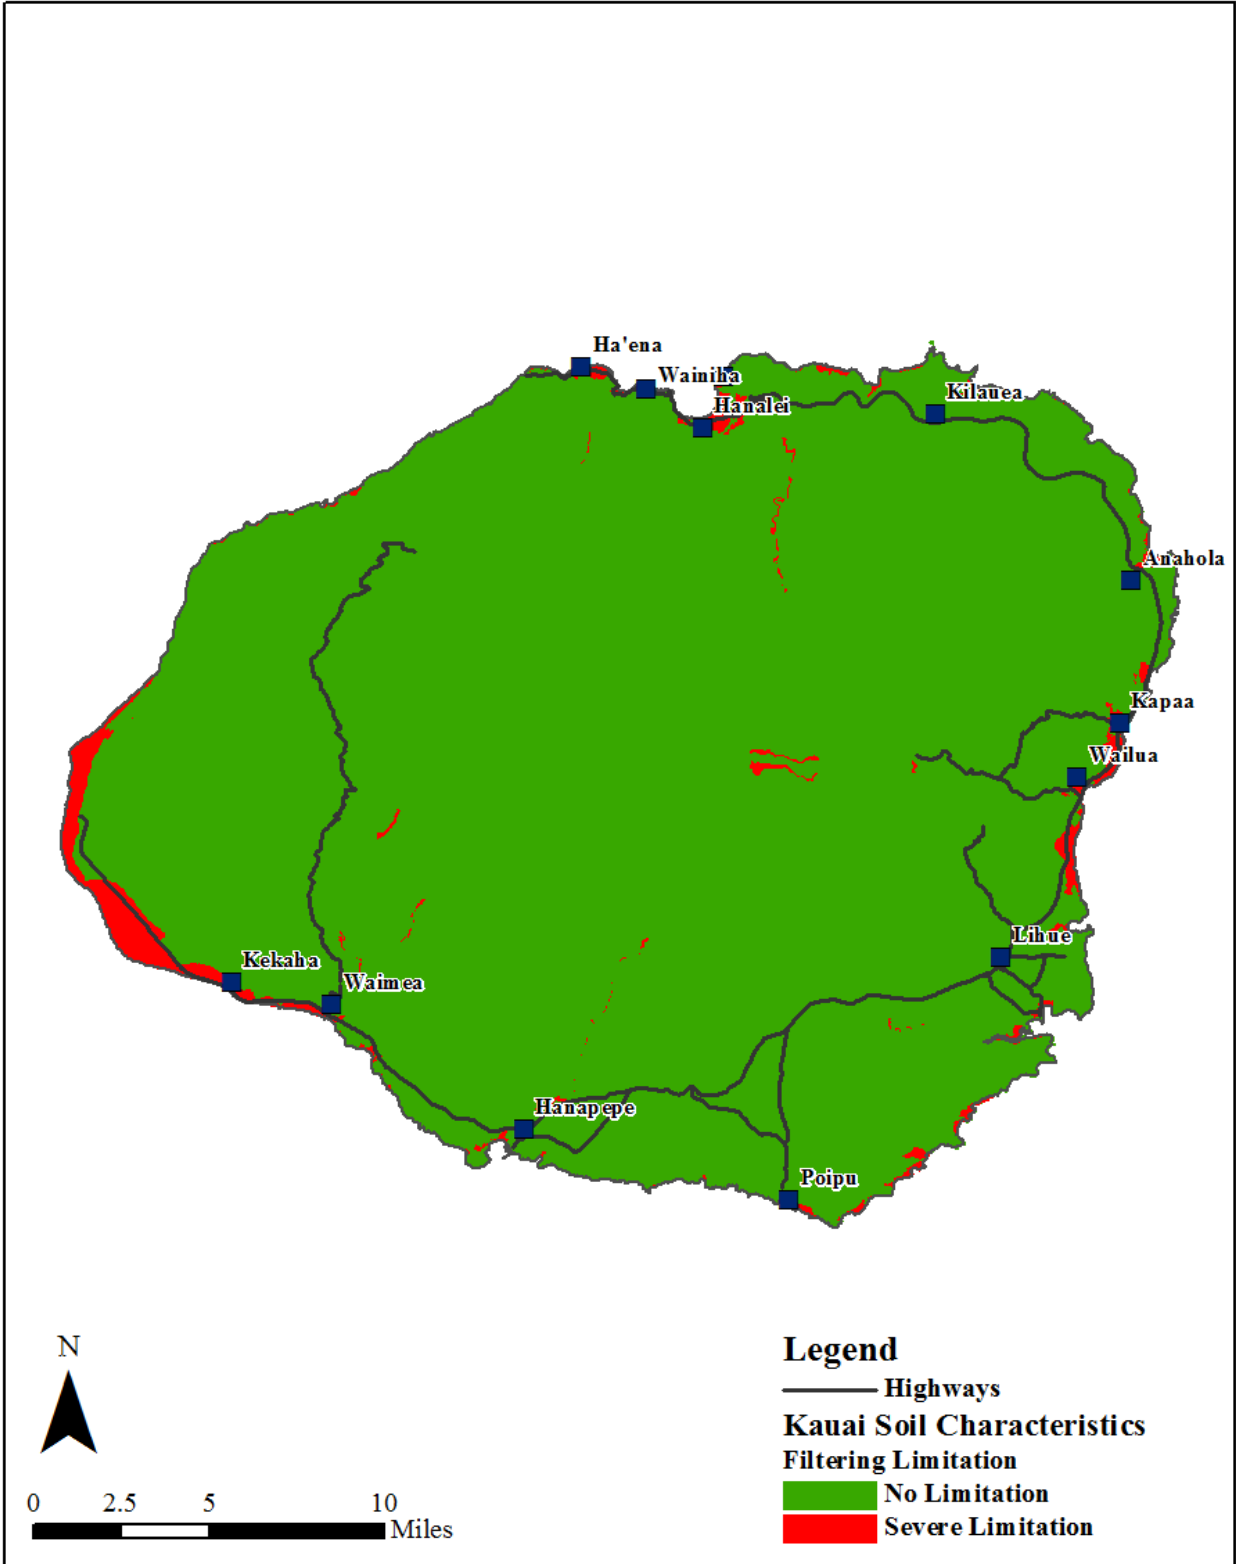 Ha'ena
Wainiha
Hanalei
Kilauea
Anahola
Kapaa
Wailua
Lihue
Kekaha
Waimea
Hanapepe
Poipu
N
0 2.5 5 10
Miles
Legend
Highways
Kauai Soil Characteristics
Filtering Limitation
No Limitation
Severe Limitation